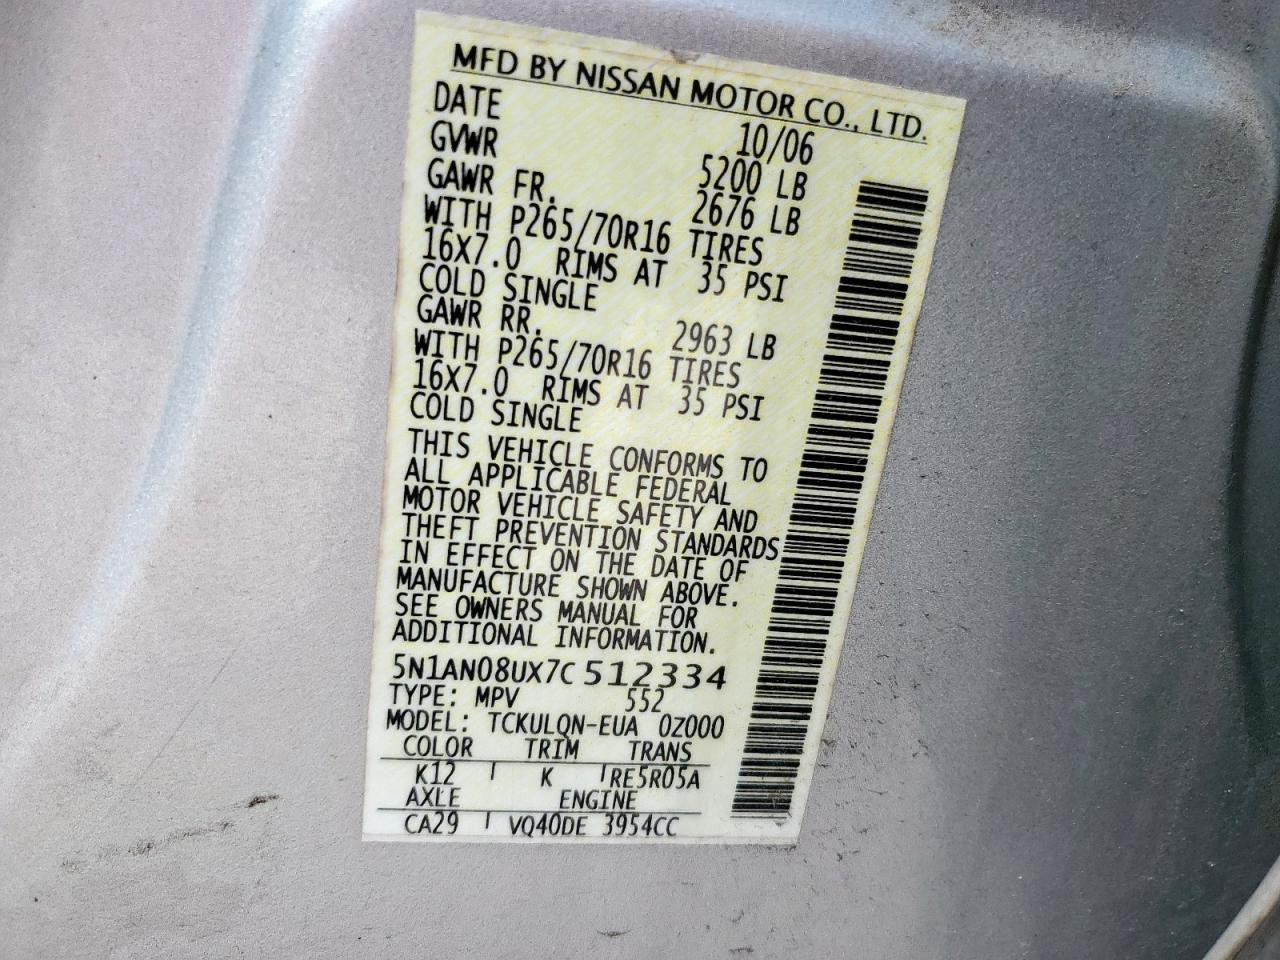 MFD BY NISSAN MOTOR CO., LTD.
DATE 10/06
GVWR 5200 LB
GAWR FR. 2676 LB
WITH P265/70R16 TIRES
16X7.0 RIMS AT 35 PSI
COLD SINGLE
GAWR RR. 2963 LB
WITH P265/70R16 TIRES
16X7.0 RIMS AT 35 PSI
COLD SINGLE
THIS VEHICLE CONFORMS TO
ALL APPLICABLE FEDERAL
MOTOR VEHICLE SAFETY AND
THEFT PREVENTION STANDARDS
IN EFFECT ON THE DATE OF
MANUFACTURE SHOWN ABOVE.
SEE OWNERS MANUAL FOR
ADDITIONAL INFORMATION.
5N1AN08UX7C512334
TYPE: MPV 552
MODEL: TCKULQN-EUA 0Z000
COLOR TRIM TRANS
K12 K RE5R05A
AXLE ENGINE
CA29 VQ40DE 3954CC